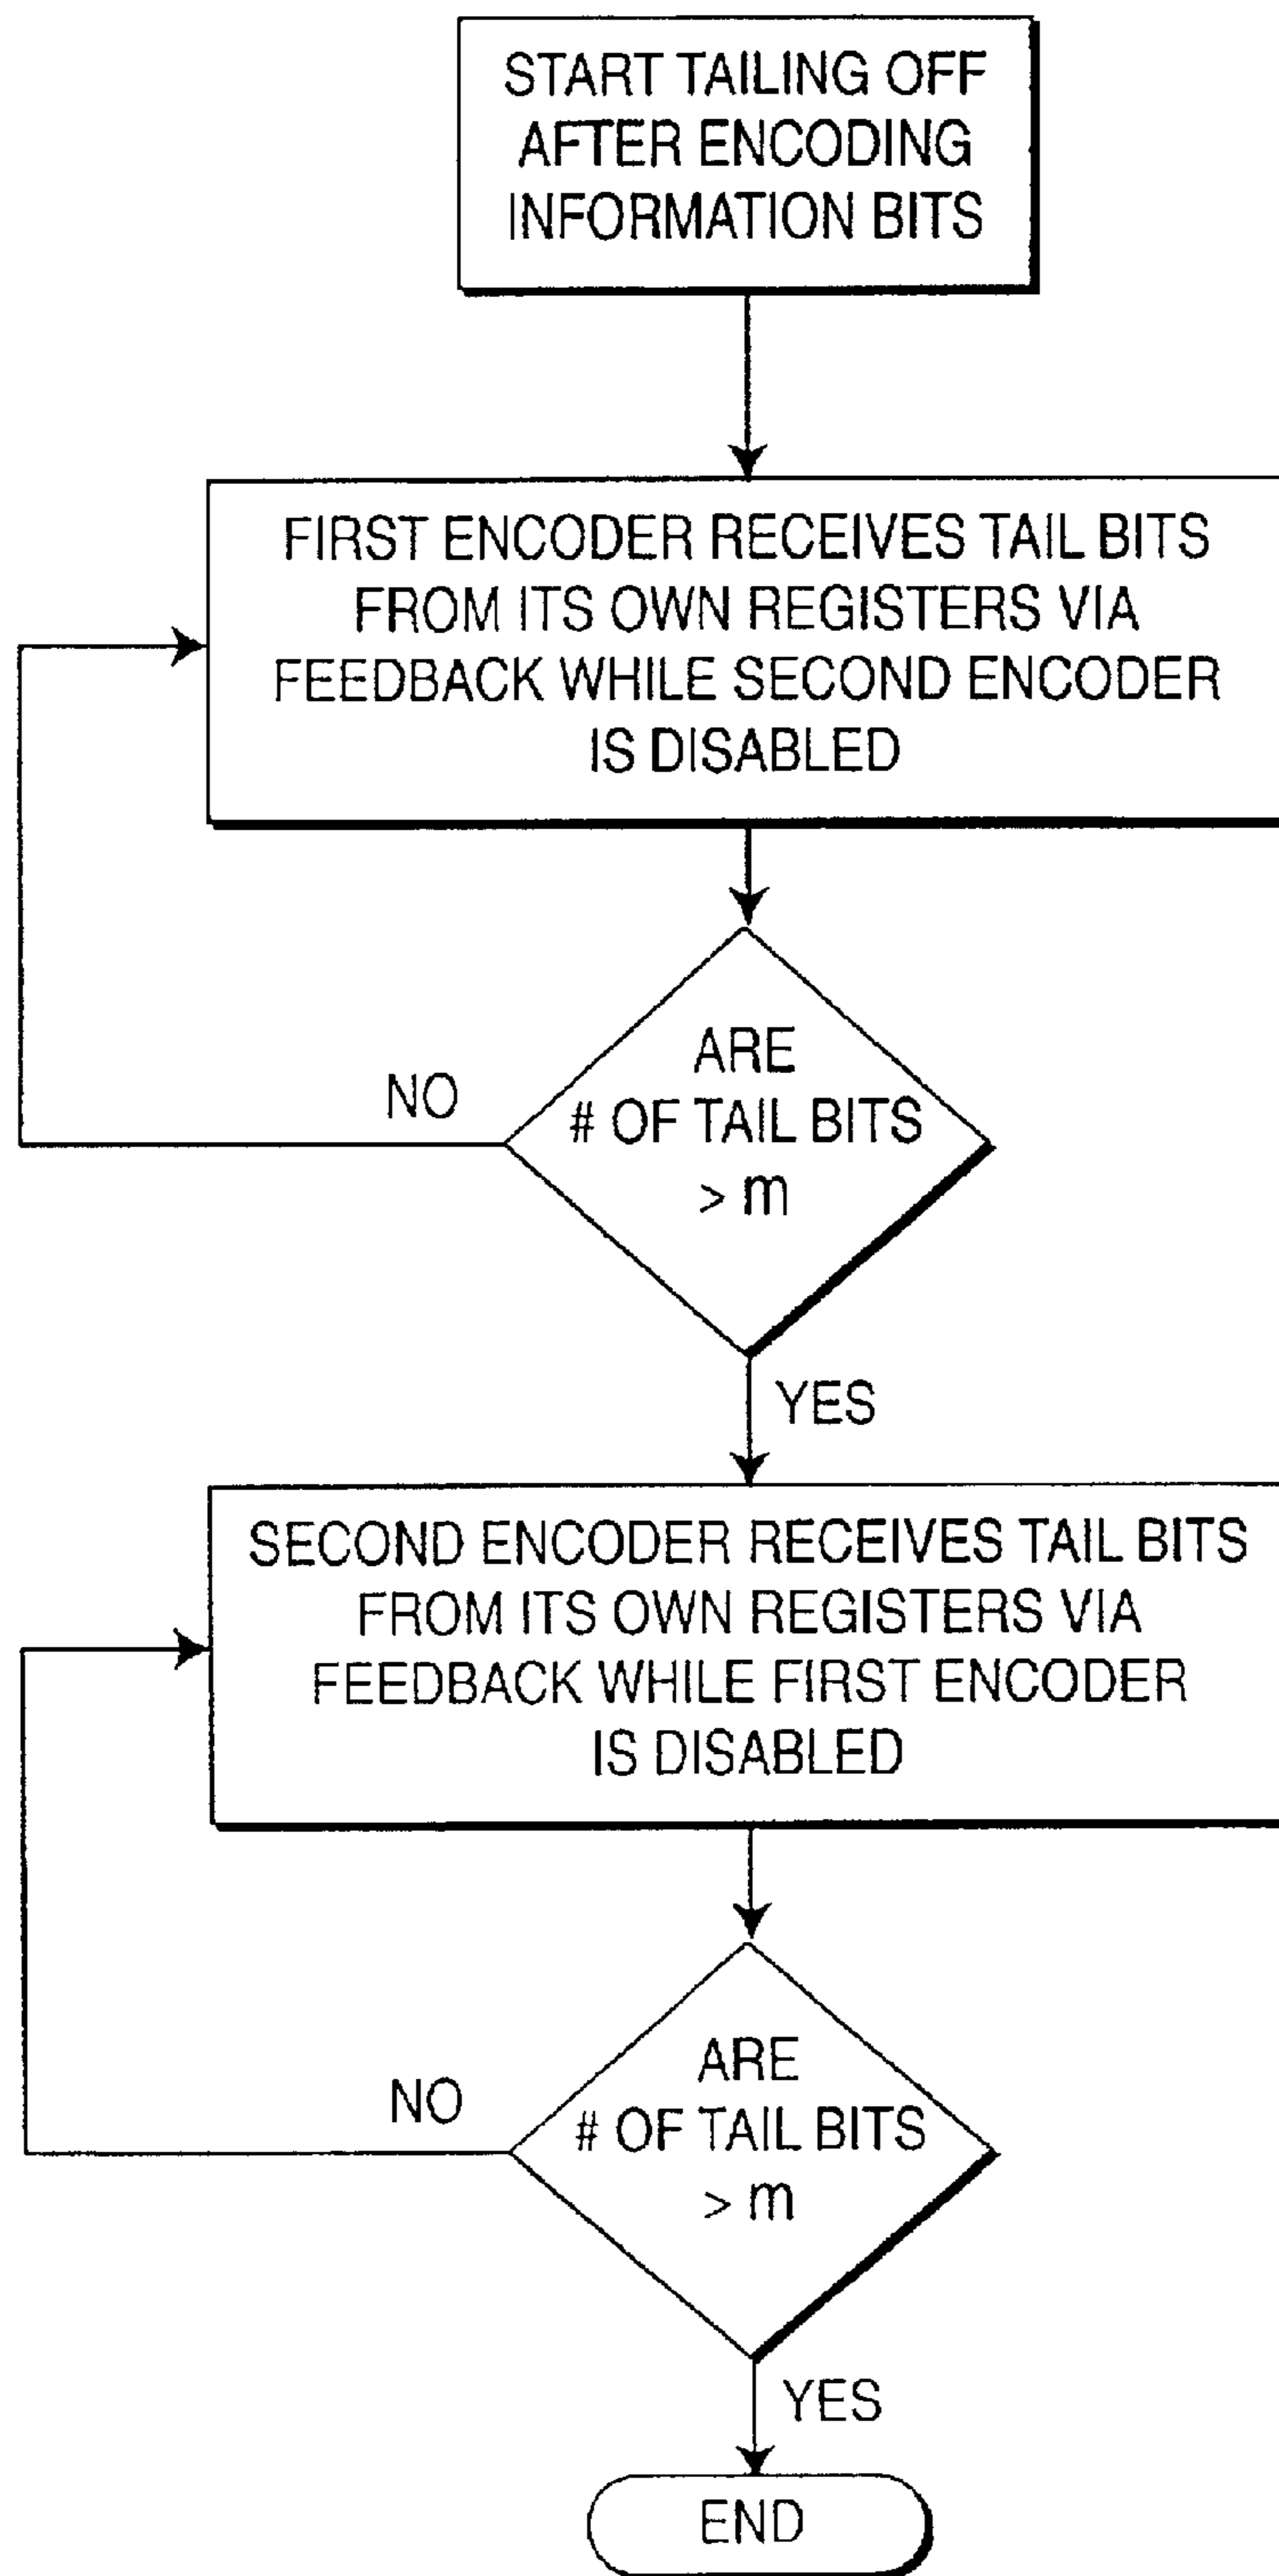 START TAILING OFF
AFTER ENCODING
INFORMATION BITS
FIRST ENCODER RECEIVES TAIL BITS
FROM ITS OWN REGISTERS VIA
FEEDBACK WHILE SECOND ENCODER
IS DISABLED
ARE
# OF TAIL BITS
> m
NO
YES
SECOND ENCODER RECEIVES TAIL BITS
FROM ITS OWN REGISTERS VIA
FEEDBACK WHILE FIRST ENCODER
IS DISABLED
ARE
# OF TAIL BITS
> m
NO
YES
END